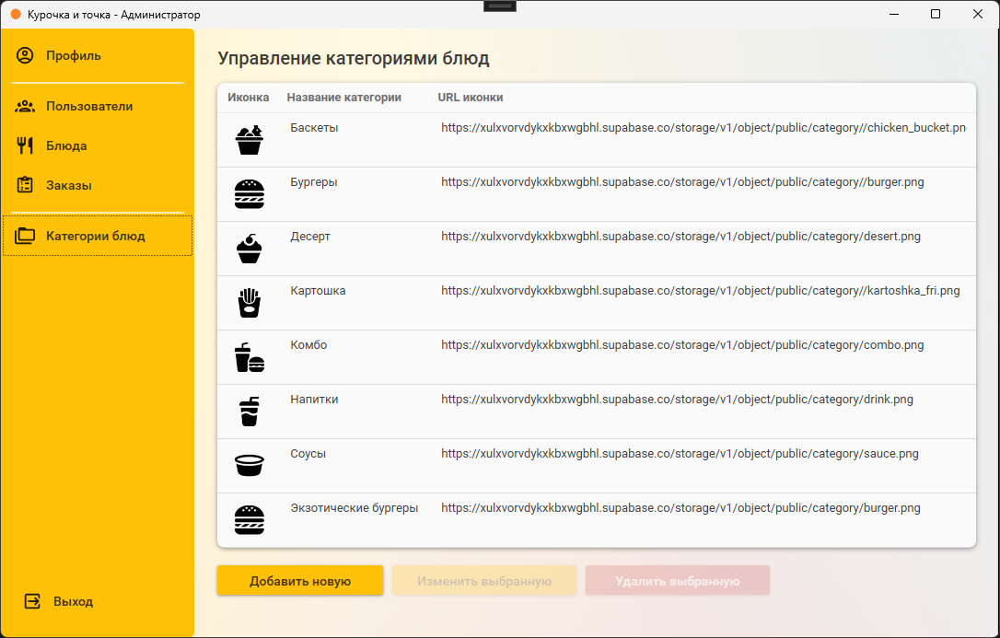 Курочка и точка - Администратор
Профиль
Пользователи
Блюда
Заказы
Категории блюд
Выход
Управление категориями блюд
Иконка Название категории URL иконки
Баскеты https://xulxvorvdykxkbxwgbhl.supabase.co/storage/v1/object/public/category//chicken_bucket.pn
Бургеры https://xulxvorvdykxkbxwgbhl.supabase.co/storage/v1/object/public/category//burger.png
Десерт https://xulxvorvdykxkbxwgbhl.supabase.co/storage/v1/object/public/category/desert.png
Картошка https://xulxvorvdykxkbxwgbhl.supabase.co/storage/v1/object/public/category//kartoshka_fri.png
Комбо https://xulxvorvdykxkbxwgbhl.supabase.co/storage/v1/object/public/category/combo.png
Напитки https://xulxvorvdykxkbxwgbhl.supabase.co/storage/v1/object/public/category/drink.png
Соусы https://xulxvorvdykxkbxwgbhl.supabase.co/storage/v1/object/public/category/sauce.png
Экзотические бургеры https://xulxvorvdykxkbxwgbhl.supabase.co/storage/v1/object/public/category/burger.png
Добавить новую Изменить выбранную Удалить выбранную